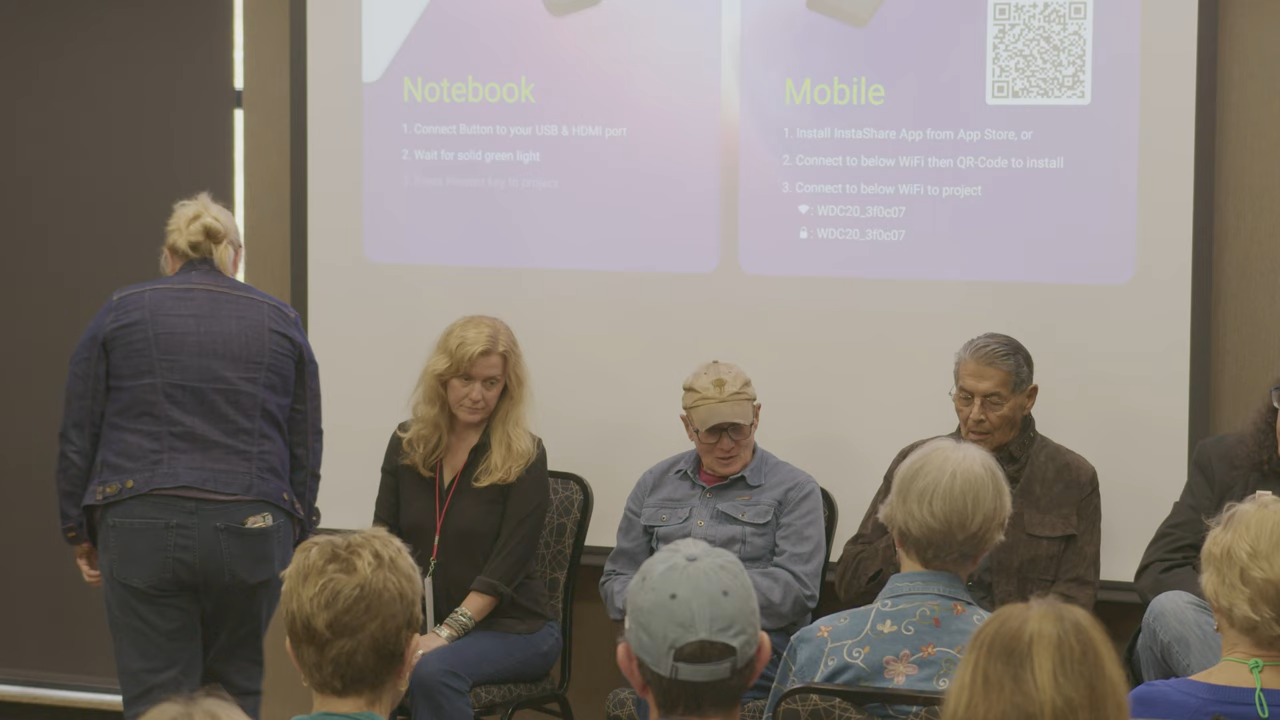 Notebook
1. Connect Button to your USB & HDMI port
2. Wait for solid green light
Mobile
1. Install InstaShare App from App Store, or
2. Connect to below WiFi then QR-Code to install
3. Connect to below WiFi to project
: WDC20_3f0c07
: WDC20_3f0c07